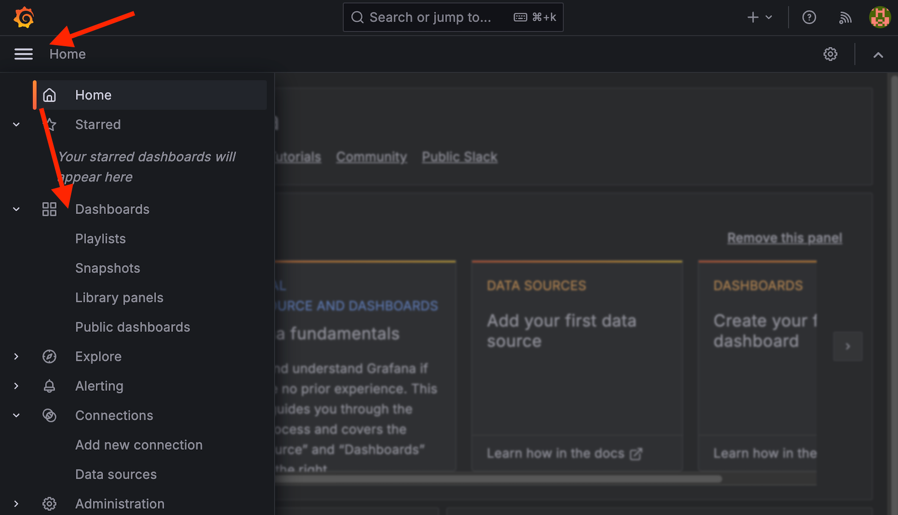 Search or jump to...
⌘+k
Home
Home
Starred
Your starred dashboards will
appear here
Dashboards
Playlists
Snapshots
Library panels
Public dashboards
Explore
Alerting
Connections
Add new connection
Data sources
Administration
utorials Community Public Slack
Remove this panel
AL
OURCE AND DASHBOARDS
a fundamentals
nd understand Grafana if
no prior experience. This
uides you through the
ocess and covers the
urce” and “Dashboards”
the right.
DATA SOURCES
Add your first data
source
Learn how in the docs
DASHBOARDS
Create your f
dashboard
Learn how in the